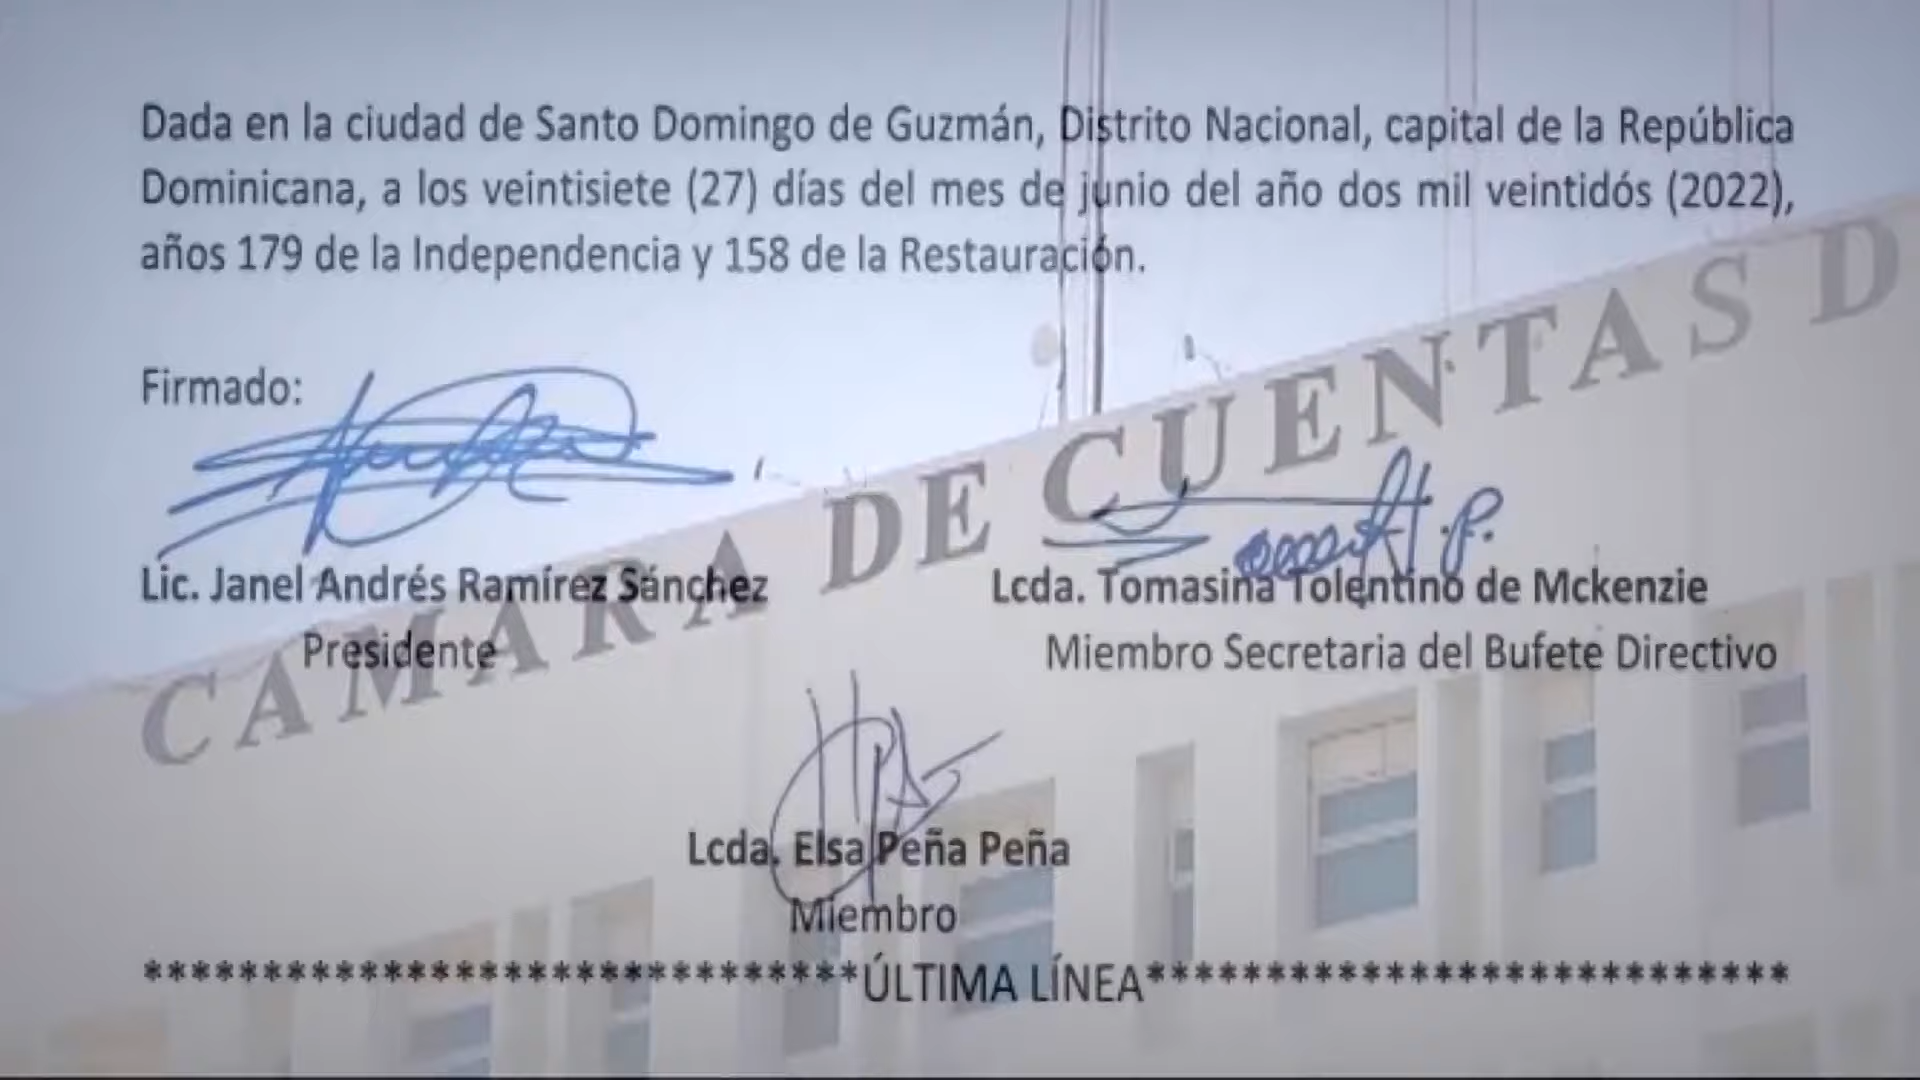 Dada en la ciudad de Santo Domingo de Guzmán, Distrito Nacional, capital de la República
Dominicana, a los veintisiete (27) días del mes de junio del año dos mil veintidós (2022),
años 179 de la Independencia y 158 de la Restauración.
Firmado:
Lic. Janel Andrés Ramírez Sánchez
Lcda. Tomasina Tolentino de Mckenzie
Presidente
Miembro Secretaria del Bufete Directivo
CAMARA DE CUENTAS D
Lcda. Elsa Peña Peña
Miembro
******************************ÚLTIMA LÍNEA***************************